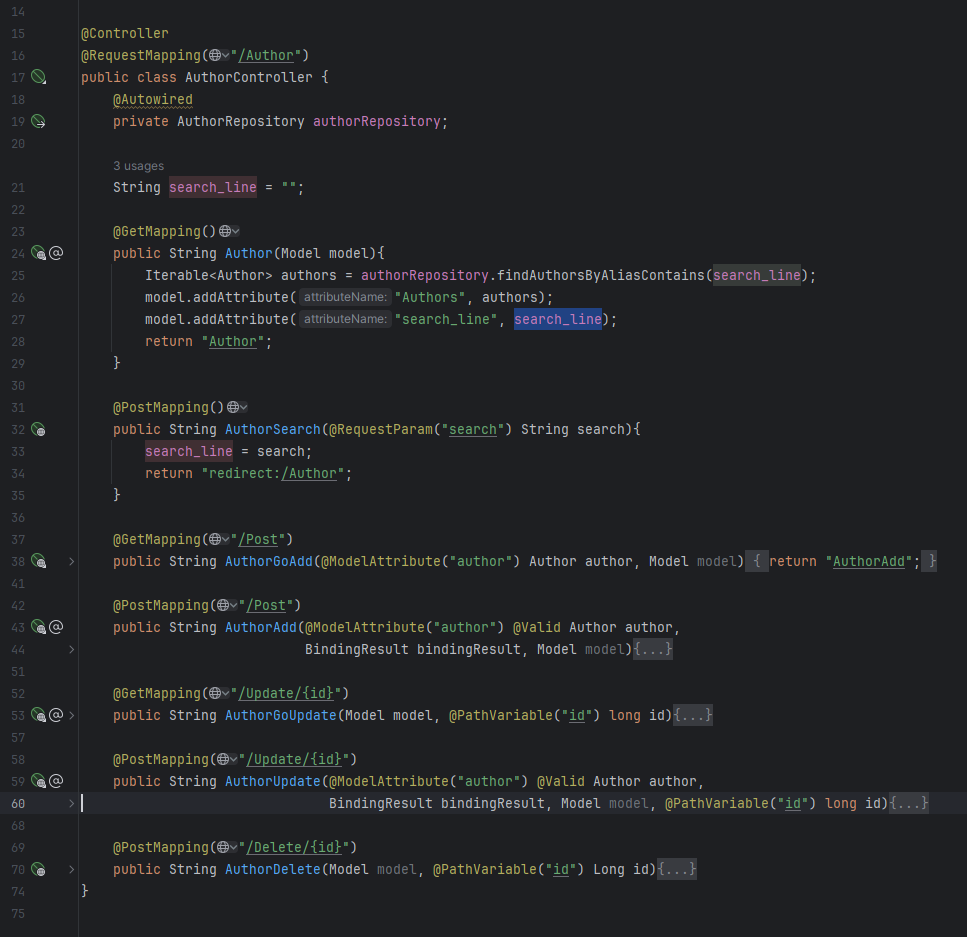 14
15 @Controller
16 @RequestMapping("/Author")
17 public class AuthorController {
18 @Autowired
19 private AuthorRepository authorRepository;
20
3 usages
21 String search_line = "";
22
23 @GetMapping()
24 public String Author(Model model){
25 Iterable<Author> authors = authorRepository.findAuthorsByAliasContains(search_line);
26 model.addAttribute( attributeName: "Authors", authors);
27 model.addAttribute( attributeName: "search_line", search_line);
28 return "Author";
29 }
30
31 @PostMapping()
32 public String AuthorSearch(@RequestParam("search") String search){
33 search_line = search;
34 return "redirect:/Author";
35 }
36
37 @GetMapping("/Post")
38 public String AuthorGoAdd(@ModelAttribute("author") Author author, Model model) { return "AuthorAdd"; }
41
42 @PostMapping("/Post")
43 public String AuthorAdd(@ModelAttribute("author") @Valid Author author,
44 BindingResult bindingResult, Model model){...}
51
52 @GetMapping("/Update/{id}")
53 public String AuthorGoUpdate(Model model, @PathVariable("id") long id){...}
57
58 @PostMapping("/Update/{id}")
59 public String AuthorUpdate(@ModelAttribute("author") @Valid Author author,
60 BindingResult bindingResult, Model model, @PathVariable("id") long id){...}
68
69 @PostMapping("/Delete/{id}")
70 public String AuthorDelete(Model model, @PathVariable("id") Long id){...}
74 }
75